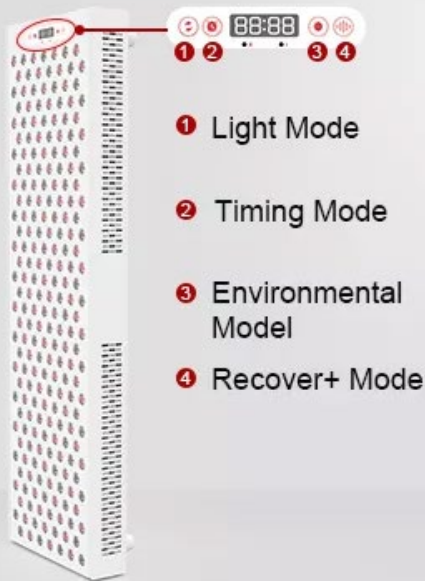 88:88
1 2 3 4
1 Light Mode
2 Timing Mode
3 Environmental
Model
4 Recover+ Mode